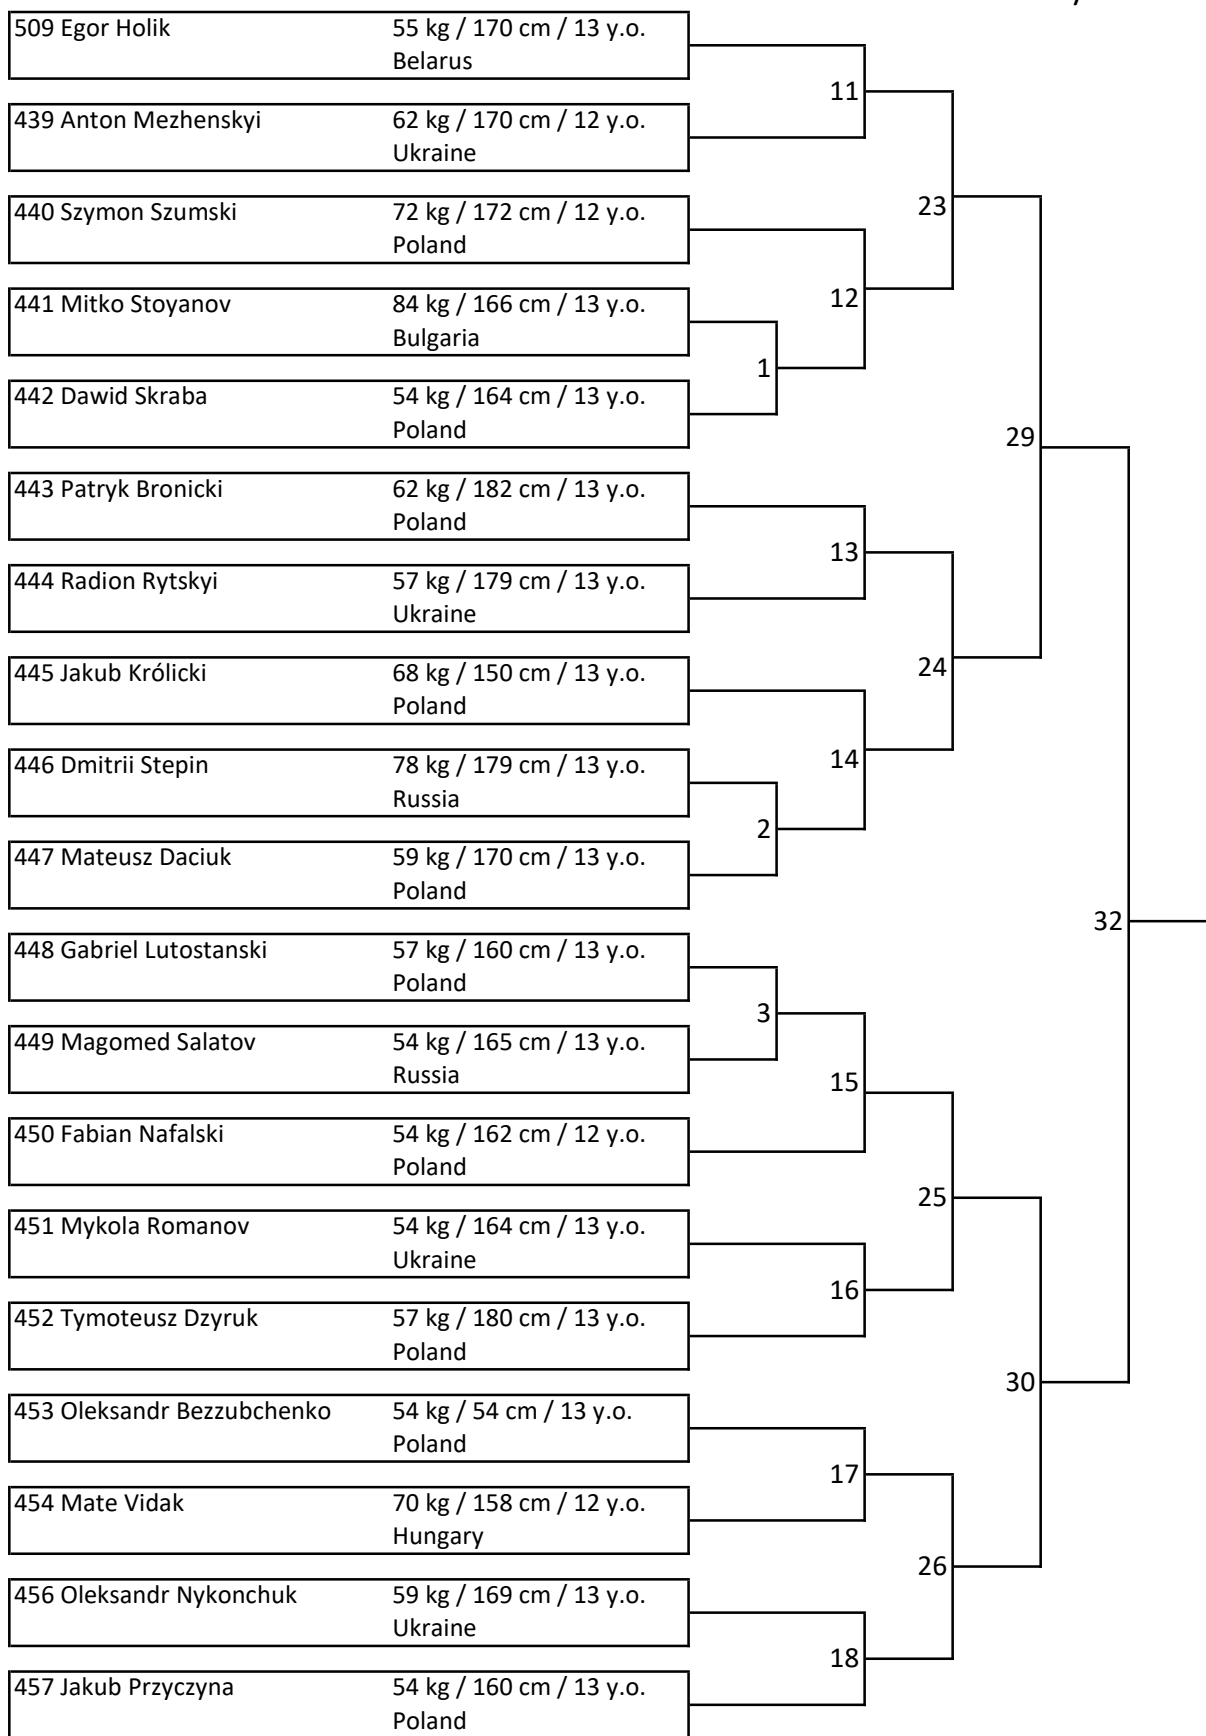 509 Egor Holik 55 kg / 170 cm / 13 y.o.
Belarus
11
439 Anton Mezhenskyi 62 kg / 170 cm / 12 y.o.
Ukraine
440 Szymon Szumski 72 kg / 172 cm / 12 y.o.
23
Poland
441 Mitko Stoyanov 84 kg / 166 cm / 13 y.o.
12
Bulgaria
1
442 Dawid Skraba 54 kg / 164 cm / 13 y.o.
Poland
29
443 Patryk Bronicki 62 kg / 182 cm / 13 y.o.
Poland
13
444 Radion Rytskyi 57 kg / 179 cm / 13 y.o.
Ukraine
24
445 Jakub Królicki 68 kg / 150 cm / 13 y.o.
Poland
14
446 Dmitrii Stepin 78 kg / 179 cm / 13 y.o.
Russia
2
447 Mateusz Daciuk 59 kg / 170 cm / 13 y.o.
Poland
32
448 Gabriel Lutostanski 57 kg / 160 cm / 13 y.o.
Poland
3
449 Magomed Salatov 54 kg / 165 cm / 13 y.o.
Russia
15
450 Fabian Nafalski 54 kg / 162 cm / 12 y.o.
Poland
25
451 Mykola Romanov 54 kg / 164 cm / 13 y.o.
Ukraine
16
452 Tymoteusz Dzyruk 57 kg / 180 cm / 13 y.o.
Poland
30
453 Oleksandr Bezzubchenko 54 kg / 54 cm / 13 y.o.
Poland
17
454 Mate Vidak 70 kg / 158 cm / 12 y.o.
Hungary
26
456 Oleksandr Nykonchuk 59 kg / 169 cm / 13 y.o.
Ukraine
18
457 Jakub Przyczyna 54 kg / 160 cm / 13 y.o.
Poland